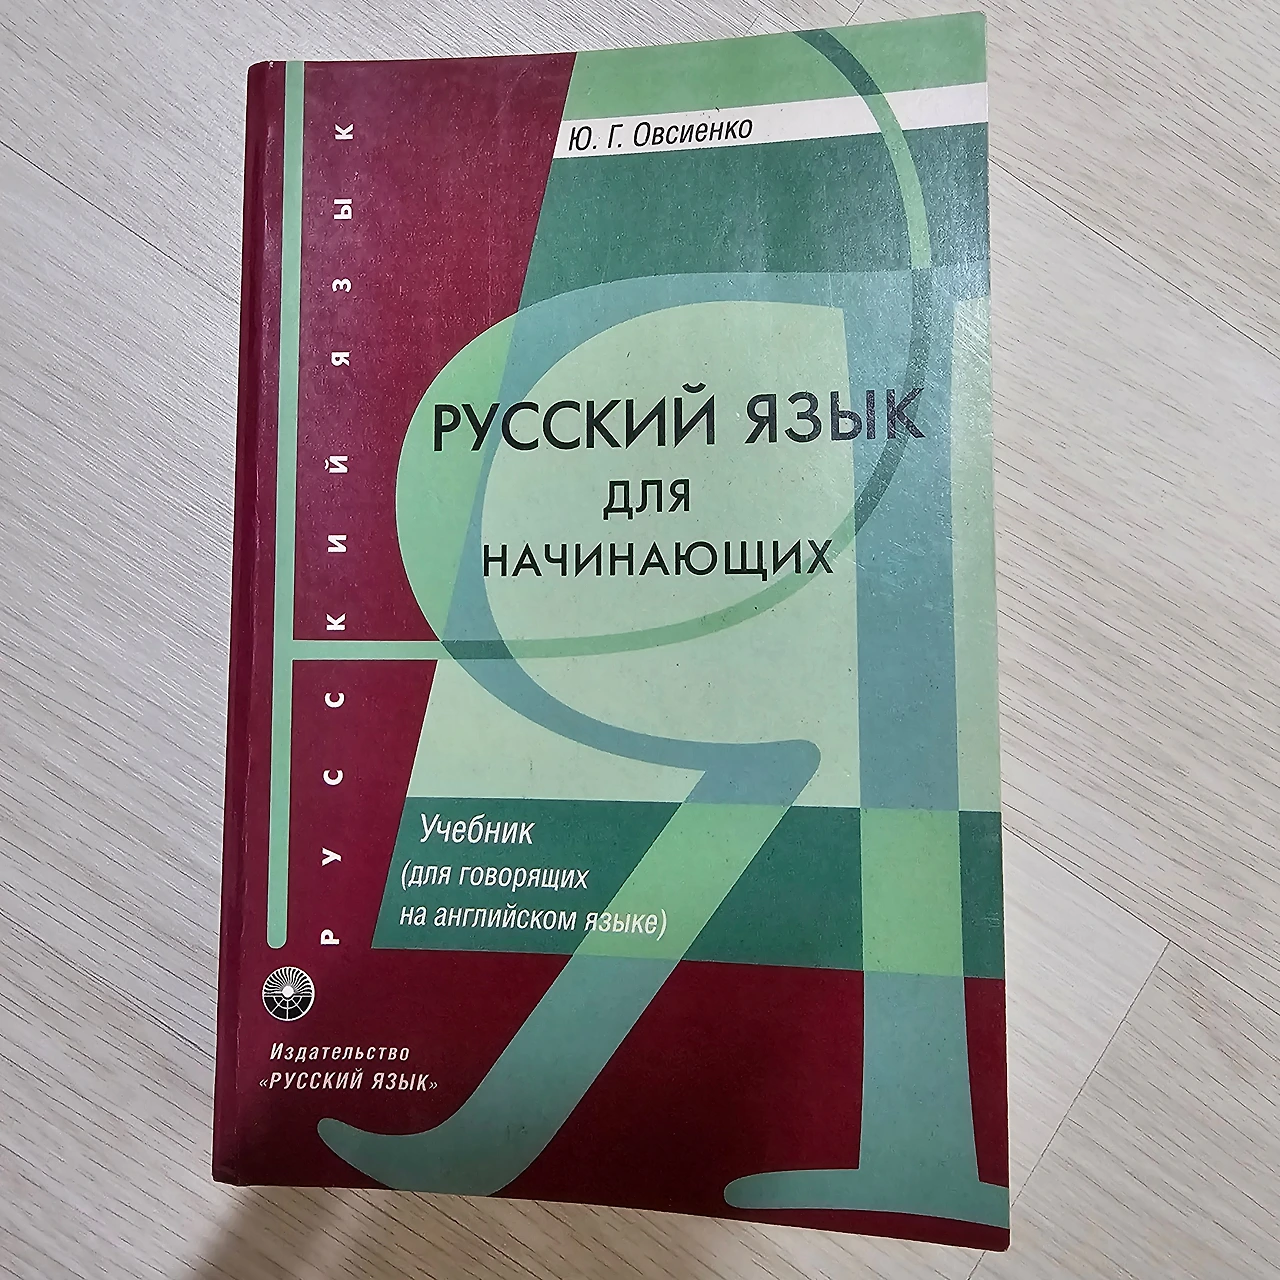 Ю. Г. Овсиенко
РУССКИЙ ЯЗЫК
РУССКИЙ ЯЗЫК
ДЛЯ
НАЧИНАЮЩИХ
Учебник
(для говорящих
на английском языке)
Издательство
«РУССКИЙ ЯЗЫК»